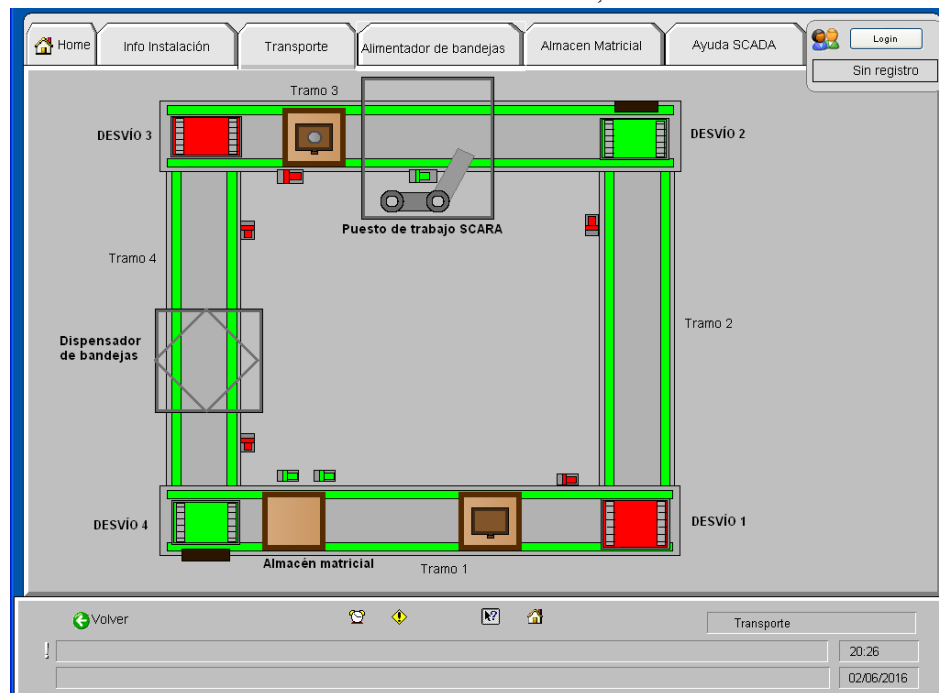 Home
Info Instalación
Transporte
Alimentador de bandejas
Almacen Matricial
Ayuda SCADA
Login
Sin registro
Tramo 3
DESVÍO 3
DESVÍO 2
Puesto de trabajo SCARA
Tramo 4
Tramo 2
Dispensador
de bandejas
DESVÍO 4
DESVÍO 1
Almacén matricial
Tramo 1
Volver
?
Transporte
!
20:26
02/06/2016